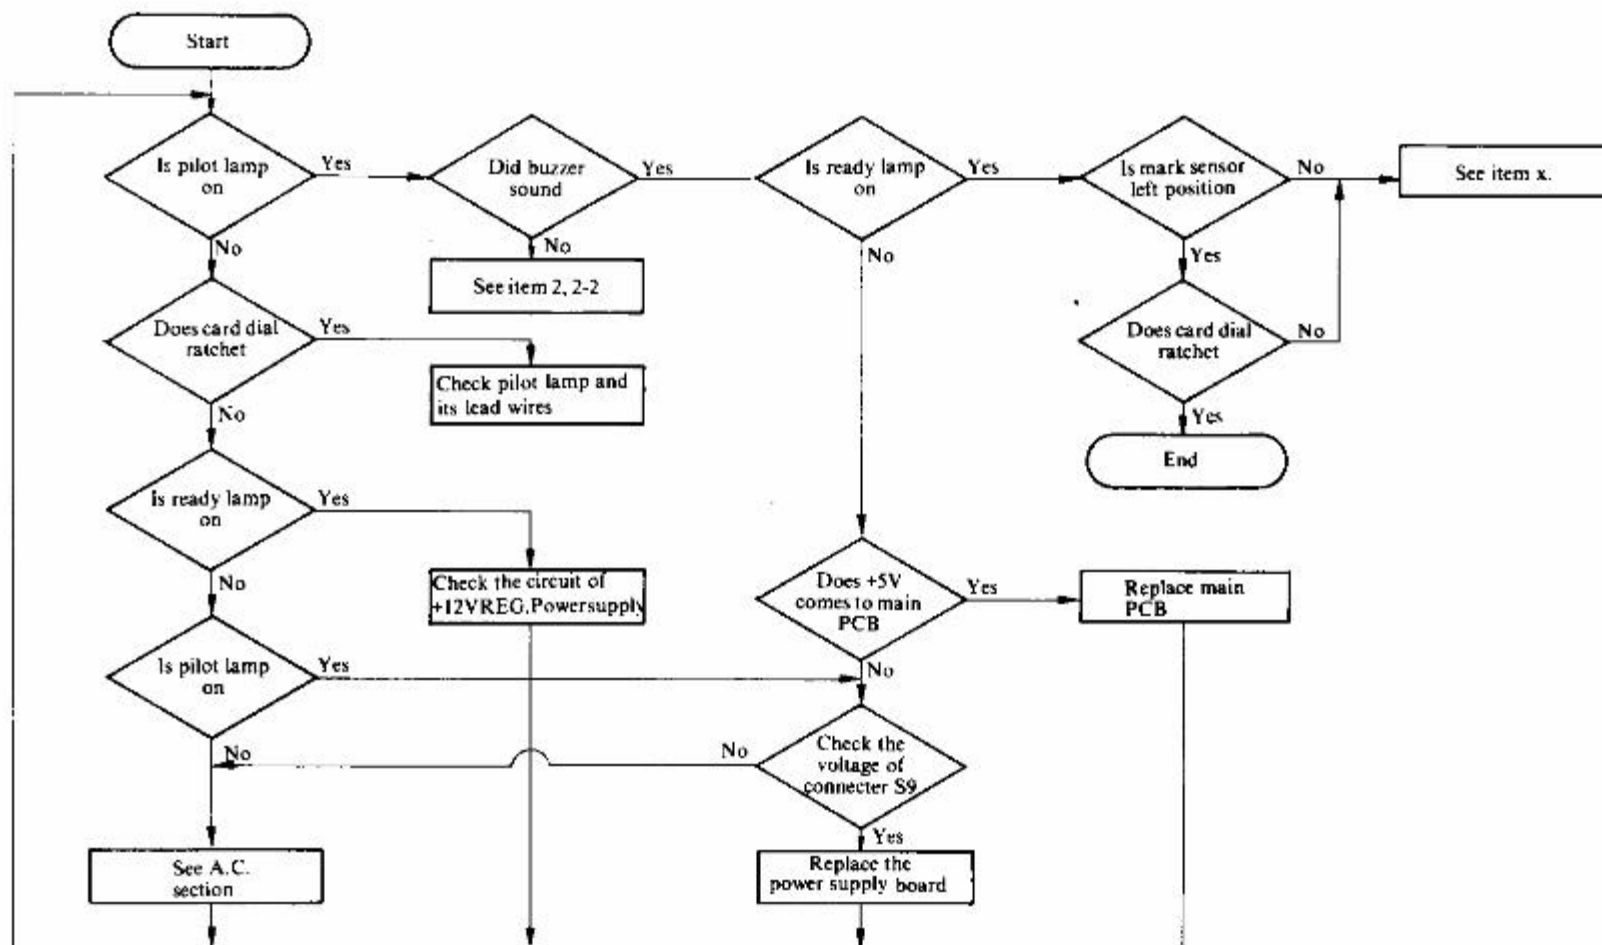 Start
Is pilot lamp
on
Yes
No
Did buzzer
sound
Yes
No
Is ready lamp
on
Yes
No
Is mark sensor
left position
No
Yes
See item x.
See item 2, 2-2
Does card dial
ratchet
Yes
No
Check pilot lamp and
its lead wires
Does card dial
ratchet
No
Yes
End
Is ready lamp
on
Yes
No
Check the circuit of
+12VREG.Powersupply
Does +5V
comes to main
PCB
Yes
No
Replace main
PCB
Is pilot lamp
on
Yes
No
Check the
voltage of
connecter S9
No
Yes
See A.C.
section
Replace the
power supply board